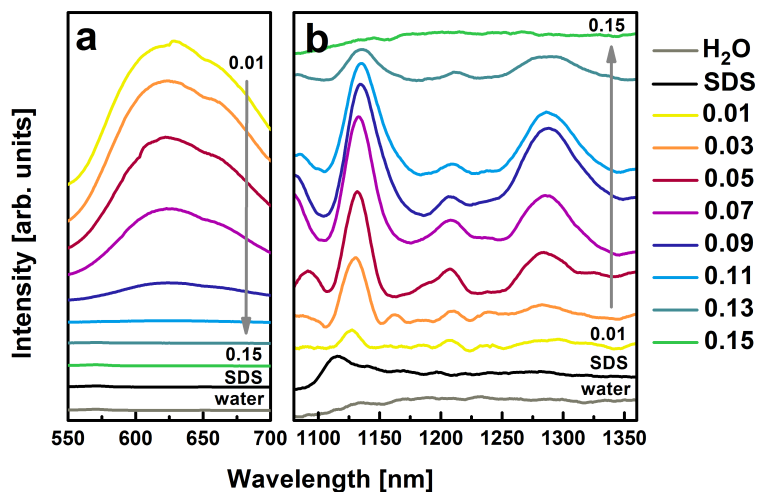 a
0.01
0.15
SDS
water
b
0.15
0.01
SDS
water
H₂O
SDS
0.01
0.03
0.05
0.07
0.09
0.11
0.13
0.15
Intensity [arb. units]
550 600 650 700
1100 1150 1200 1250 1300 1350
Wavelength [nm]